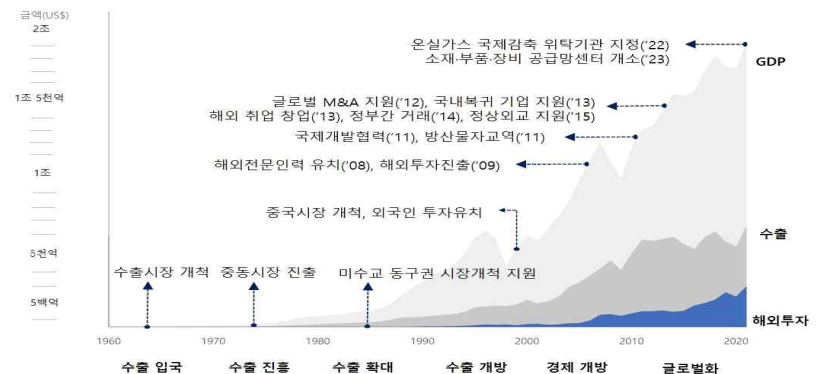 금액(US$)
2조
1조 5천억
1조
5천억
5백억
온실가스 국제감축 위탁기관 지정('22)
소재·부품·장비 공급망센터 개소('23)
GDP
글로벌 M&A 지원('12), 국내복귀 기업 지원('13)
해외 취업 창업('13), 정부간 거래('14), 정상외교 지원('15)
국제개발협력('11), 방산물자교역('11)
해외전문인력 유치('08), 해외투자진출('09)
중국시장 개척, 외국인 투자유치
수출
수출시장 개척 중동시장 진출 미수교 동구권 시장개척 지원
해외투자
1960 1970 1980 1990 2000 2010 2020
수출 입국 수출 진흥 수출 확대 수출 개방 경제 개방 글로벌화